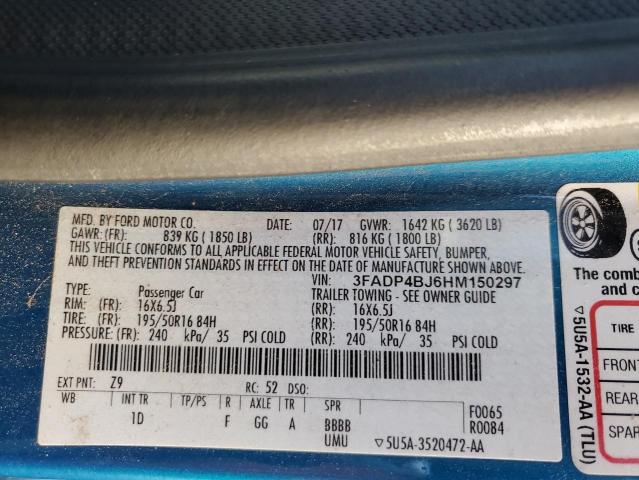 MFD. BY FORD MOTOR CO. DATE: 07/17 GVWR: 1642 KG ( 3620 LB)
GAWR: (FR): 839 KG ( 1850 LB) (RR): 816 KG ( 1800 LB)
THIS VEHICLE CONFORMS TO ALL APPLICABLE FEDERAL MOTOR VEHICLE SAFETY, BUMPER,
AND THEFT PREVENTION STANDARDS IN EFFECT ON THE DATE OF MANUFACTURE SHOWN ABOVE.
VIN: 3FADP4BJ6HM150297
TYPE: Passenger Car TRAILER TOWING - SEE OWNER GUIDE
RIM: (FR): 16X6.5J (RR): 16X6.5J
TIRE: (FR): 195/50R16 84H (RR): 195/50R16 84H
PRESSURE: (FR): 240 kPa/ 35 PSI COLD (RR): 240 kPa/ 35 PSI COLD
EXT PNT: Z9 RC: 52 DSO:
WB INT TR TP/PS R AXLE TR SPR F0065
1D F GG A BBBB R0084
UMU ▽5U5A-3520472-AA
The comb
and c
TIRE
FRONT
REAR
SPAR
▽5U5A-1532-AA (TLU)